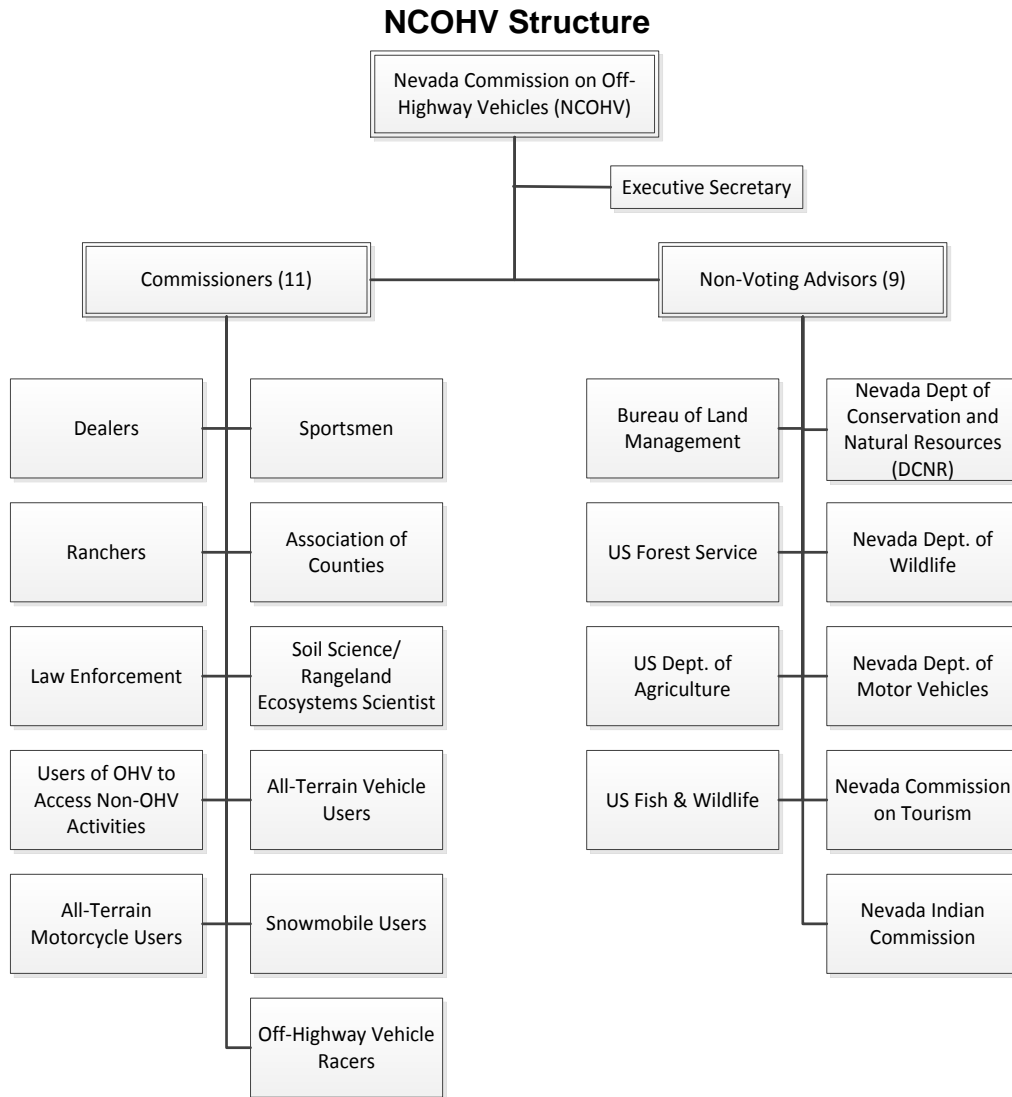 NCOHV Structure
Nevada Commission on Off-
Highway Vehicles (NCOHV)
Executive Secretary
Commissioners (11)
Non-Voting Advisors (9)
Dealers
Sportsmen
Bureau of Land
Management
Nevada Dept of
Conservation and
Natural Resources
(DCNR)
Ranchers
Association of
Counties
US Forest Service
Nevada Dept. of
Wildlife
Law Enforcement
Soil Science/
Rangeland
Ecosystems Scientist
US Dept. of
Agriculture
Nevada Dept. of
Motor Vehicles
Users of OHV to
Access Non-OHV
Activities
All-Terrain Vehicle
Users
US Fish & Wildlife
Nevada Commission
on Tourism
All-Terrain
Motorcycle Users
Snowmobile Users
Nevada Indian
Commission
Off-Highway Vehicle
Racers